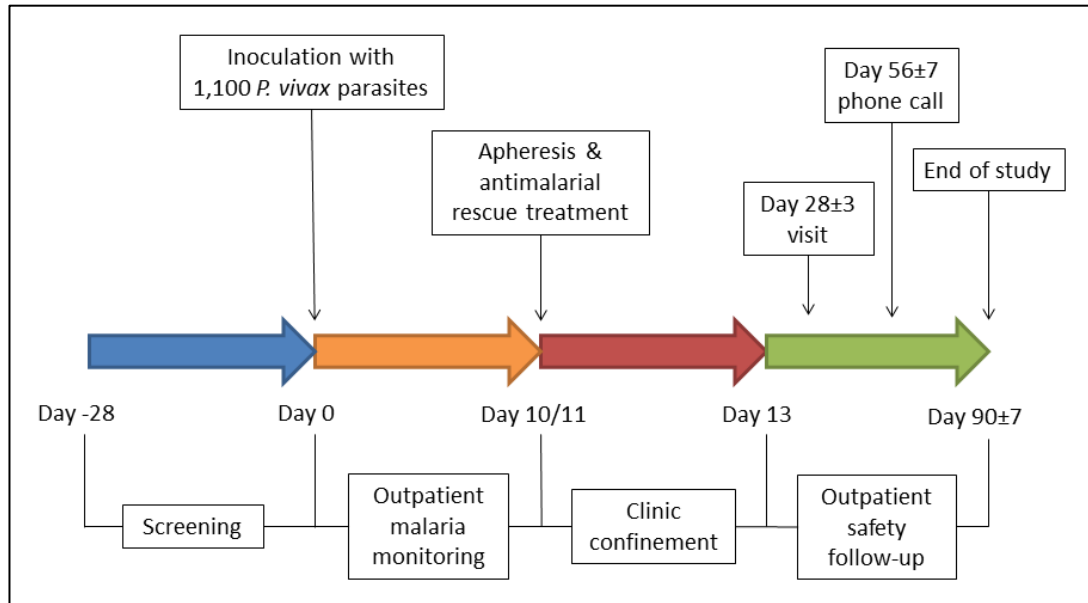 Inoculation with
1,100 P. vivax parasites
Apheresis &
antimalarial
rescue treatment
Day 28±3
visit
Day 56±7
phone call
End of study
Day -28
Day 0
Day 10/11
Day 13
Day 90±7
Screening
Outpatient
malaria
monitoring
Clinic
confinement
Outpatient
safety
follow-up